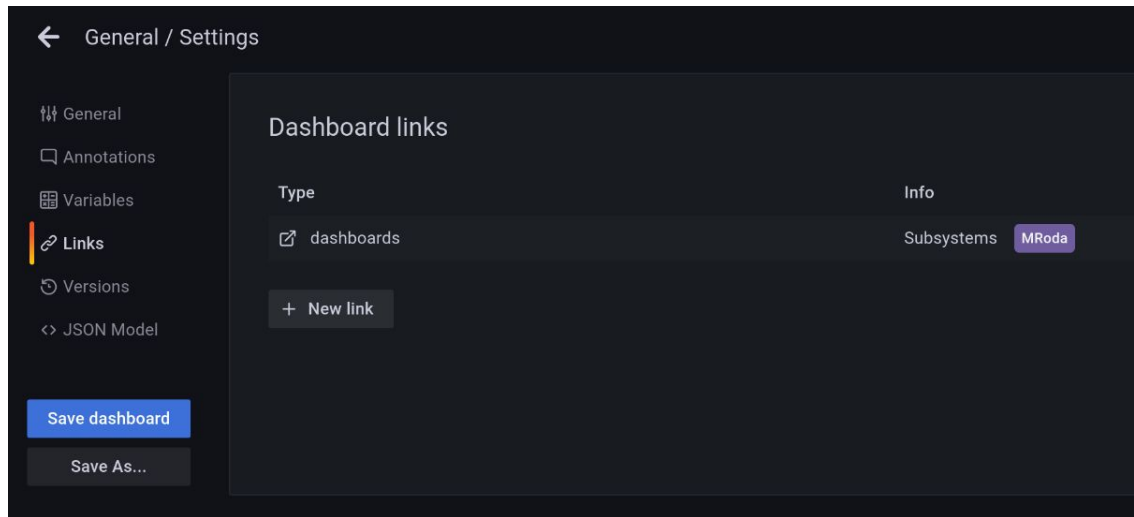 General / Settings
General
Annotations
Variables
Links
Versions
<> JSON Model
Save dashboard
Save As...
Dashboard links
Type Info
dashboards Subsystems MRoda
+ New link